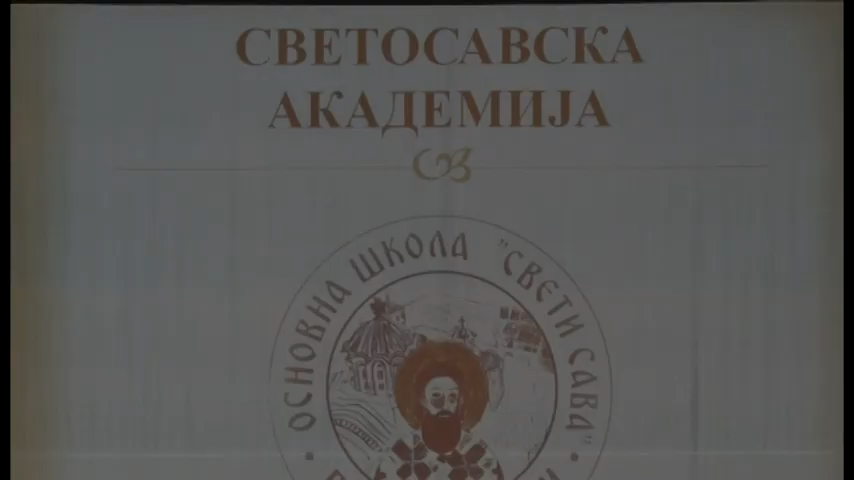 СВЕТОСАВСКА
АКАДЕМИЈА
ОСНОВНА ШКОЛА "СВЕТИ САВА"